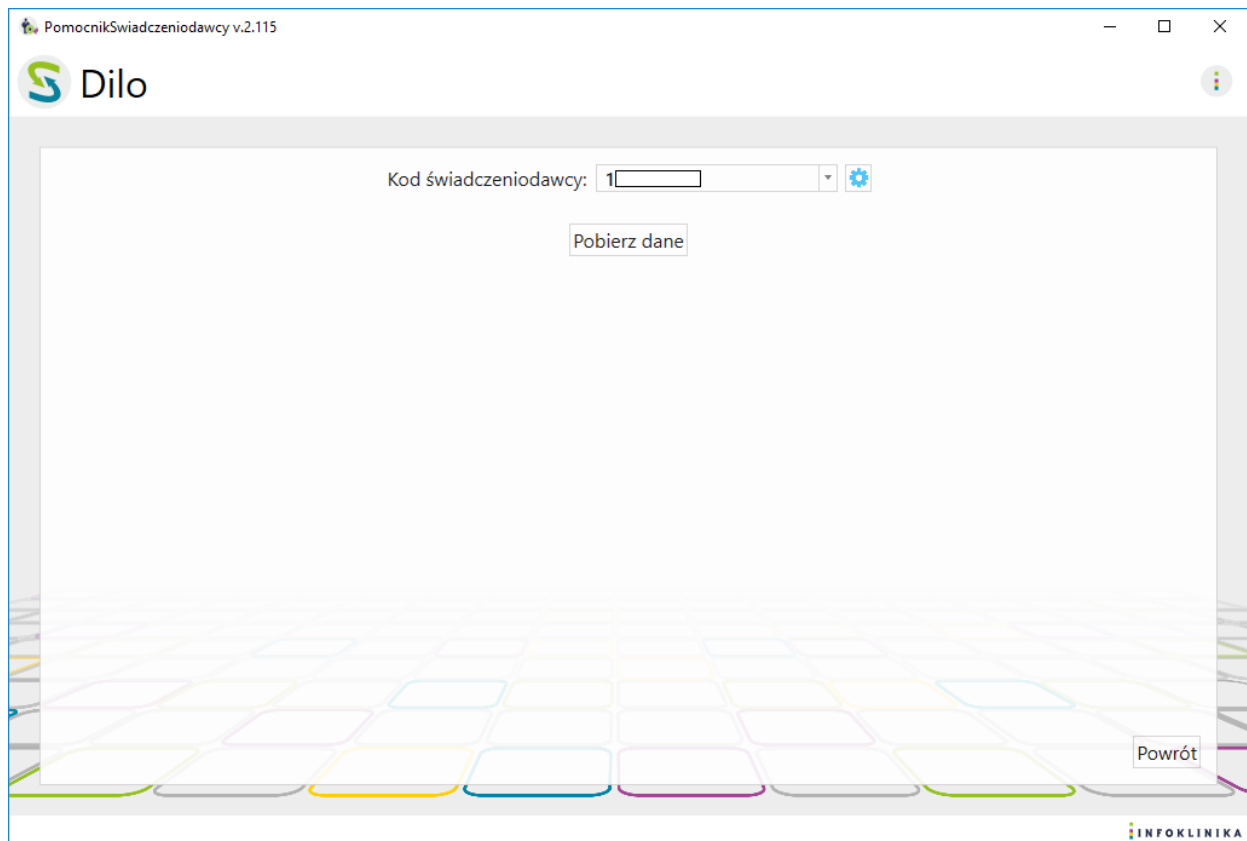 PomocnikSwiadczeniodawcy v.2.115
Dilo
Kod świadczeniodawcy: 1
Pobierz dane
Powrót
INFOKLINIKA